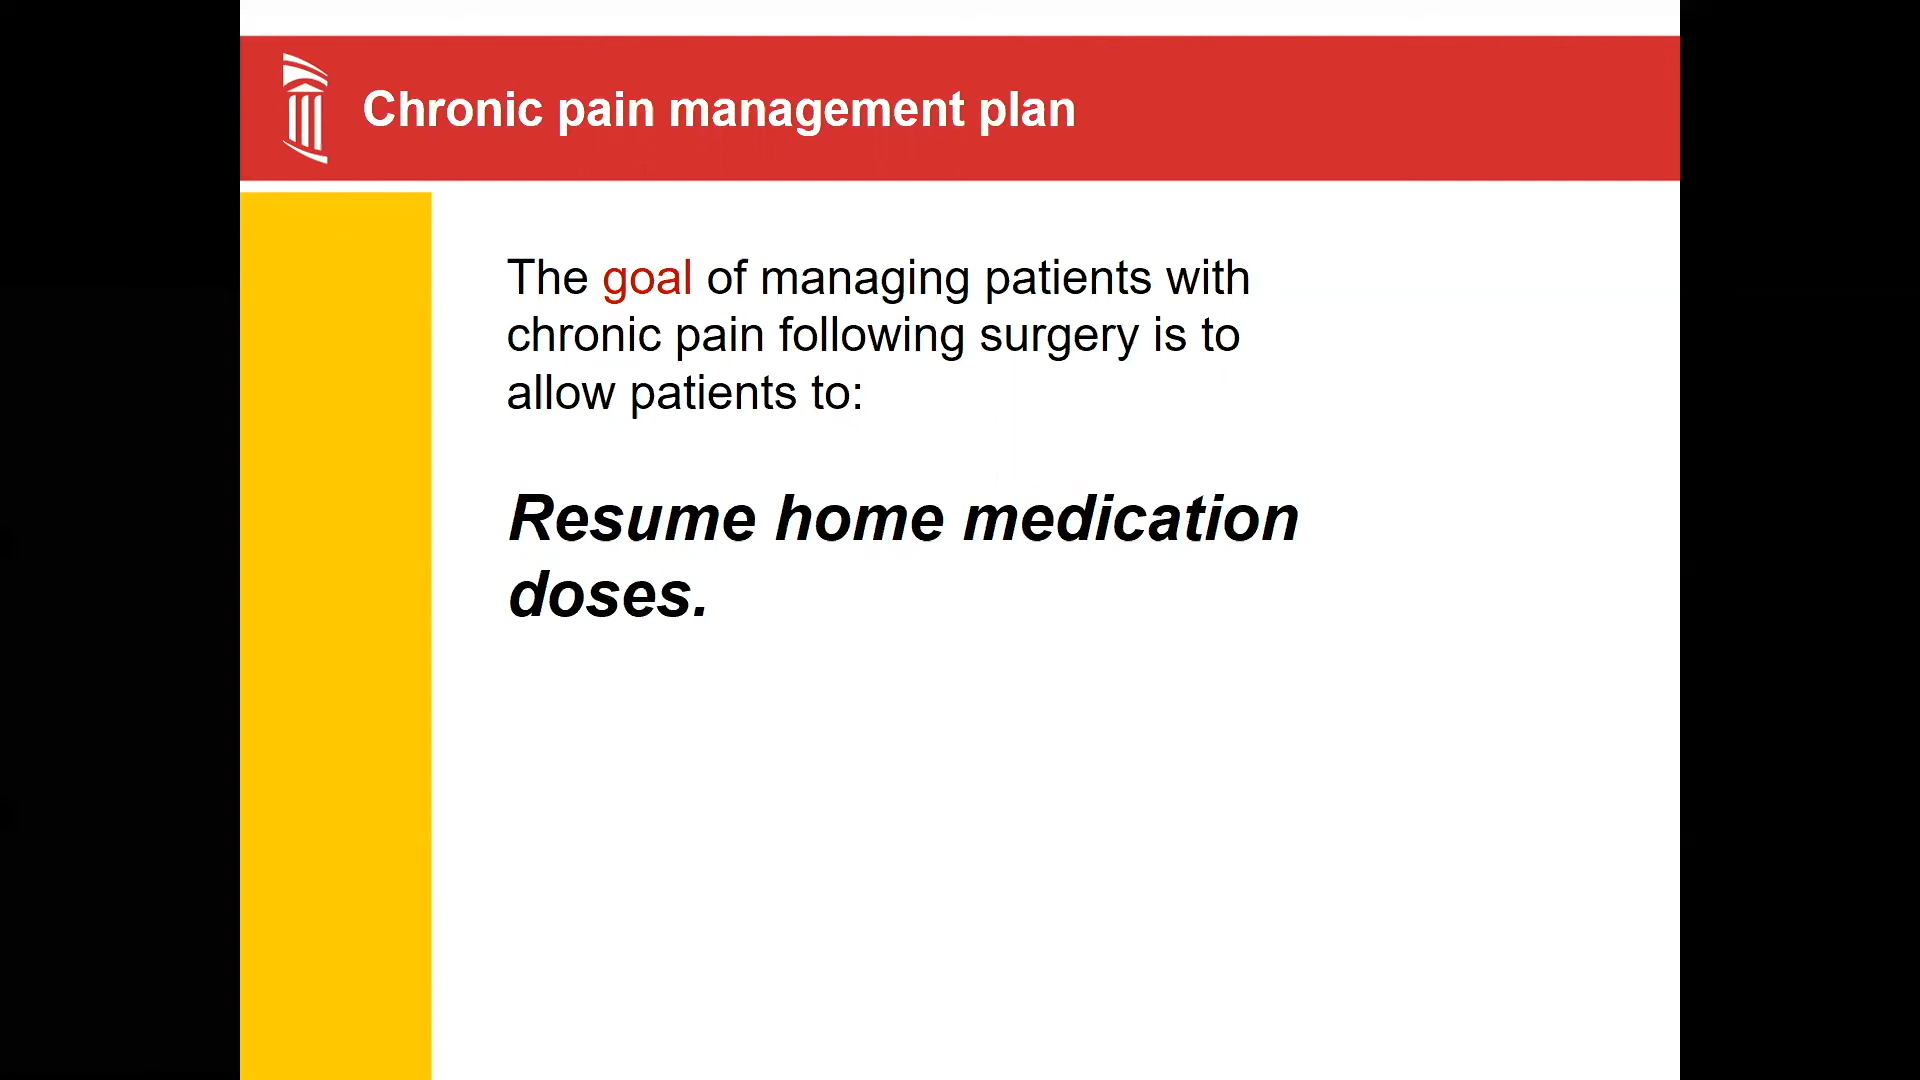 Chronic pain management plan
The goal of managing patients with
chronic pain following surgery is to
allow patients to:
Resume home medication
doses.